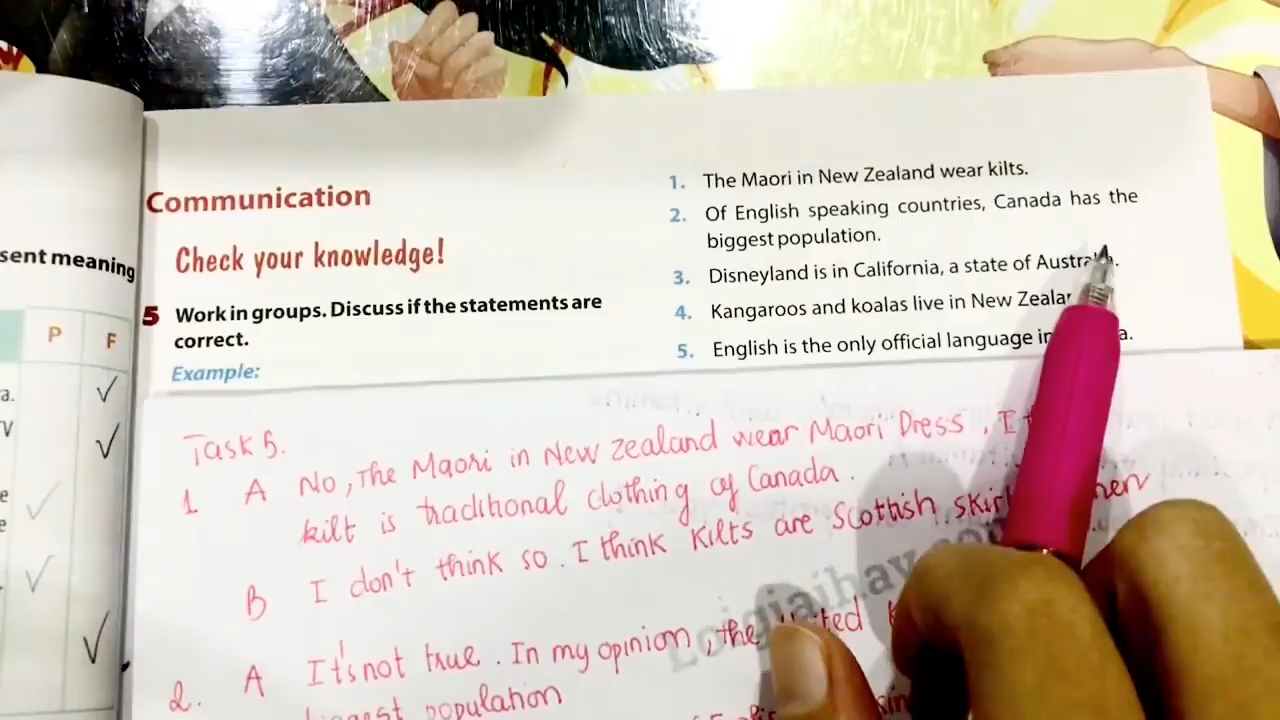 sent meaning
P F
a.
V
e
e
Communication
Check your knowledge!
5 Work in groups. Discuss if the statements are
correct.
Example:
1. The Maori in New Zealand wear kilts.
2. Of English speaking countries, Canada has the
biggest population.
3. Disneyland is in California, a state of
4. Kangaroos and koalas live in New
5. English is the only official language in
Task 5.
1 A No, The Maori in New Zealand wear Maori Dress, I
kilt is traditional clothing of Canada.
B I don't think so. I think kilts are Scottish
2. A It's not true. In my opinion, the
biggest population
Loigiaihay.com